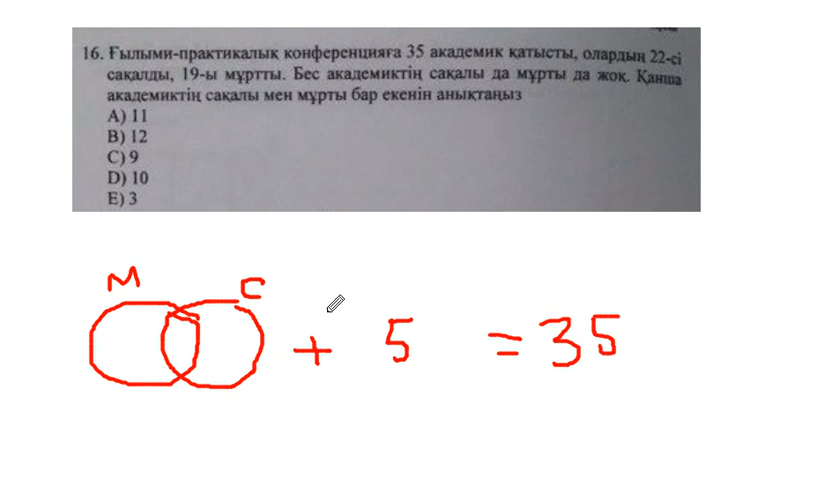 16. Ғылыми-практикалық конференцияға 35 академик қатысты, олардың 22-сі
сақалды, 19-ы мұртты. Бес академиктің сақалы да мұрты да жоқ. Қанша
академиктің сақалы мен мұрты бар екенін анықтаңыз
A) 11
B) 12
C) 9
D) 10
E) 3
М С
+ 5 = 35